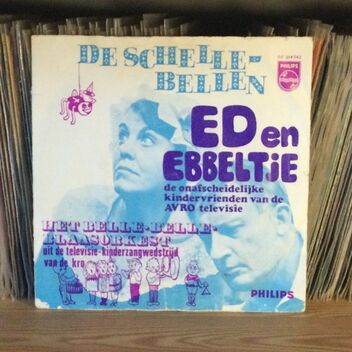 DE SCHELLE-
BELLEN
PHILIPS
ED en
EBBELTJE
de onafscheidelijke
kindervrienden van de
AVRO televisie
HET BELLE-BELLE-
BLAASORKEST
uit de televisie-kinderzangwedstrijd
van de kro
PHILIPS